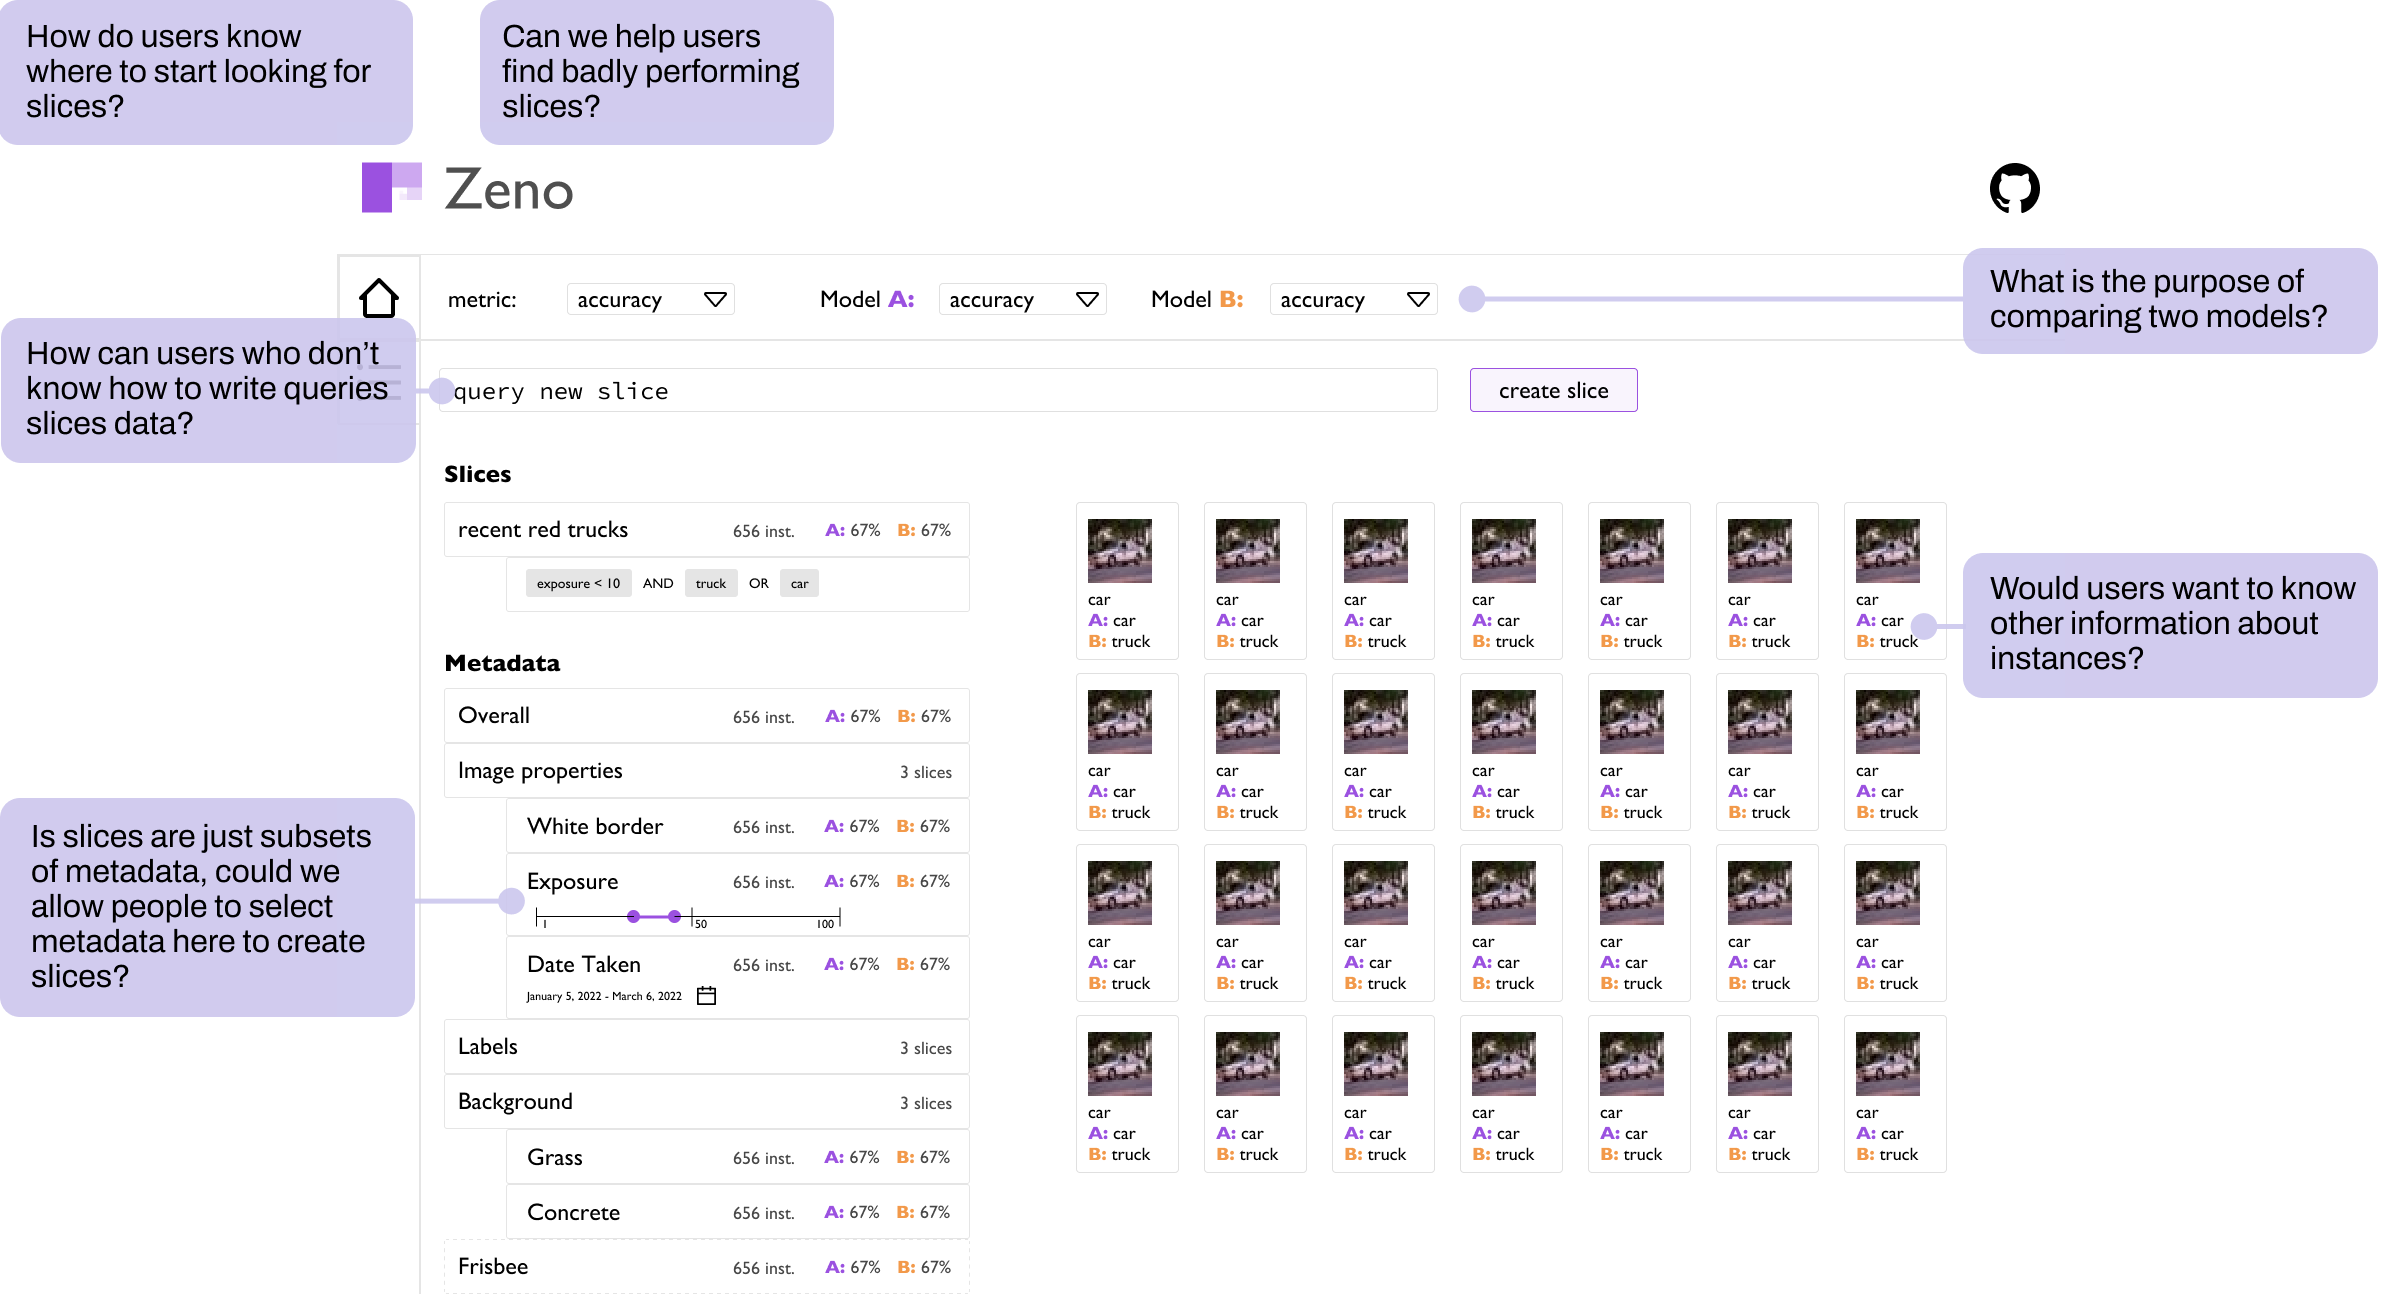 How do users know
where to start looking for
slices?
Can we help users
find badly performing
slices?
Zeno
metric:
accuracy
Model A:
accuracy
Model B:
accuracy
What is the purpose of
comparing two models?
How can users who don't
know how to write queries
slices data?
query new slice
create slice
Slices
recent red trucks 656 inst. A: 67% B: 67%
exposure < 10 AND truck OR car
Metadata
Overall 656 inst. A: 67% B: 67%
Image properties 3 slices
White border 656 inst. A: 67% B: 67%
Exposure 656 inst. A: 67% B: 67%
1 50 100
Date Taken 656 inst. A: 67% B: 67%
January 5, 2022 - March 6, 2022
Labels 3 slices
Background 3 slices
Grass 656 inst. A: 67% B: 67%
Concrete 656 inst. A: 67% B: 67%
Frisbee 656 inst. A: 67% B: 67%
Is slices are just subsets
of metadata, could we
allow people to select
metadata here to create
slices?
car car car car car car car
A: car A: car A: car A: car A: car A: car A: car
B: truck B: truck B: truck B: truck B: truck B: truck B: truck
car car car car car car car
A: car A: car A: car A: car A: car A: car A: car
B: truck B: truck B: truck B: truck B: truck B: truck B: truck
car car car car car car car
A: car A: car A: car A: car A: car A: car A: car
B: truck B: truck B: truck B: truck B: truck B: truck B: truck
car car car car car car car
A: car A: car A: car A: car A: car A: car A: car
B: truck B: truck B: truck B: truck B: truck B: truck B: truck
Would users want to know
other information about
instances?